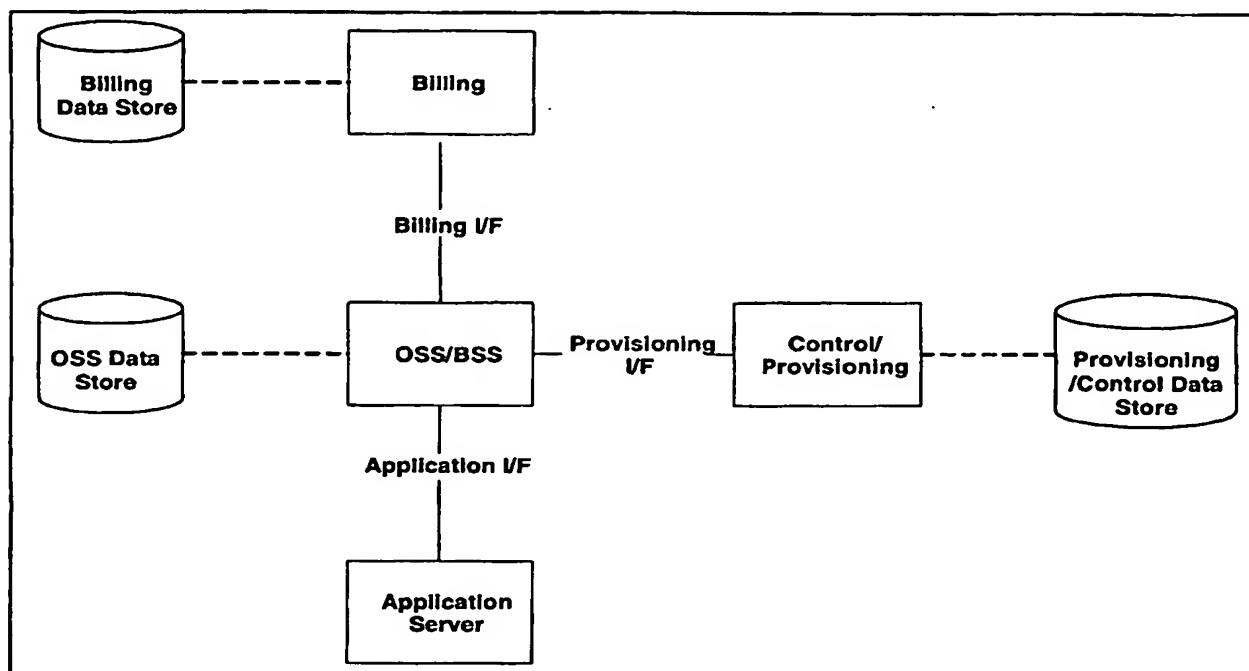 Billing
Data Store
Billing
Billing I/F
OSS Data
Store
OSS/BSS
Provisioning
I/F
Control/
Provisioning
Provisioning
/Control Data
Store
Application I/F
Application
Server